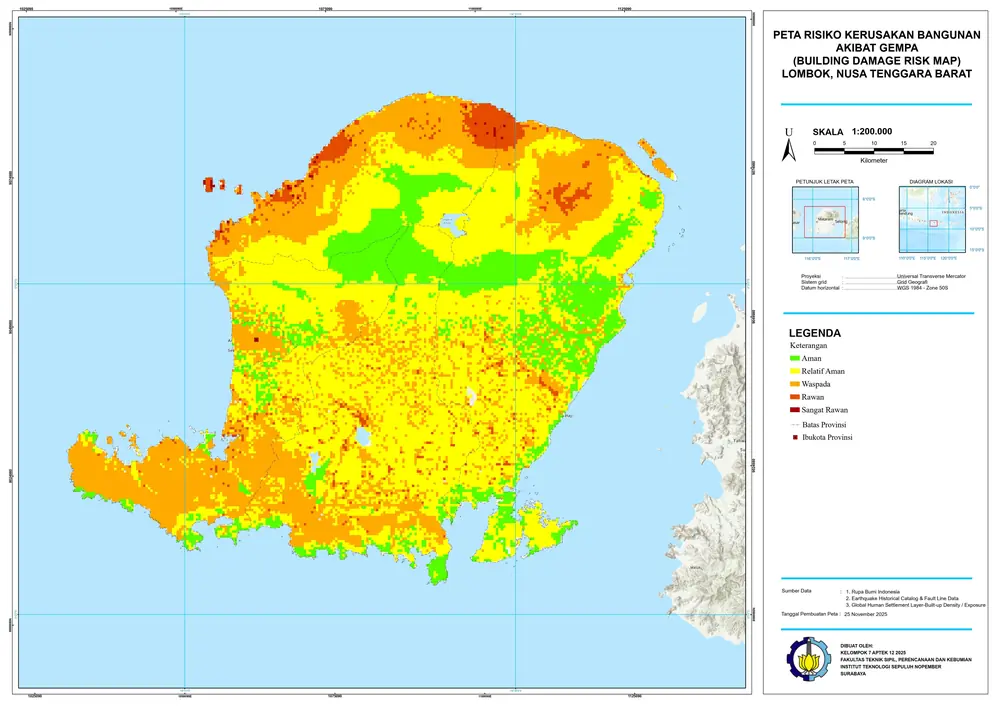 PETA RISIKO KERUSAKAN BANGUNAN
AKIBAT GEMPA
(BUILDING DAMAGE RISK MAP)
LOMBOK, NUSA TENGGARA BARAT
U
SKALA 1:200.000
0 5 10 15 20
Kilometer
PETUNJUK LETAK PETA
DIAGRAM LOKASI
Proyeksi : Universal Transverse Mercator
Sistem grid : Grid Geografi
Datum horizontal : WGS 1984 - Zone 50S
LEGENDA
Keterangan
Aman
Relatif Aman
Waspada
Rawan
Sangat Rawan
Batas Provinsi
Ibukota Provinsi
Sumber Data : 1. Rupa Bumi Indonesia
2. Earthquake Historical Catalog & Fault Line Data
3. Global Human Settlement Layer-Built-up Density / Exposure
Tanggal Pembuatan Peta : 25 November 2025
DIBUAT OLEH:
KELOMPOK 7 APTEK 12 2025
FAKULTAS TEKNIK SIPIL, PERENCANAAN DAN KEBUMIAN
INSTITUT TEKNOLOGI SEPULUH NOPEMBER
SURABAYA